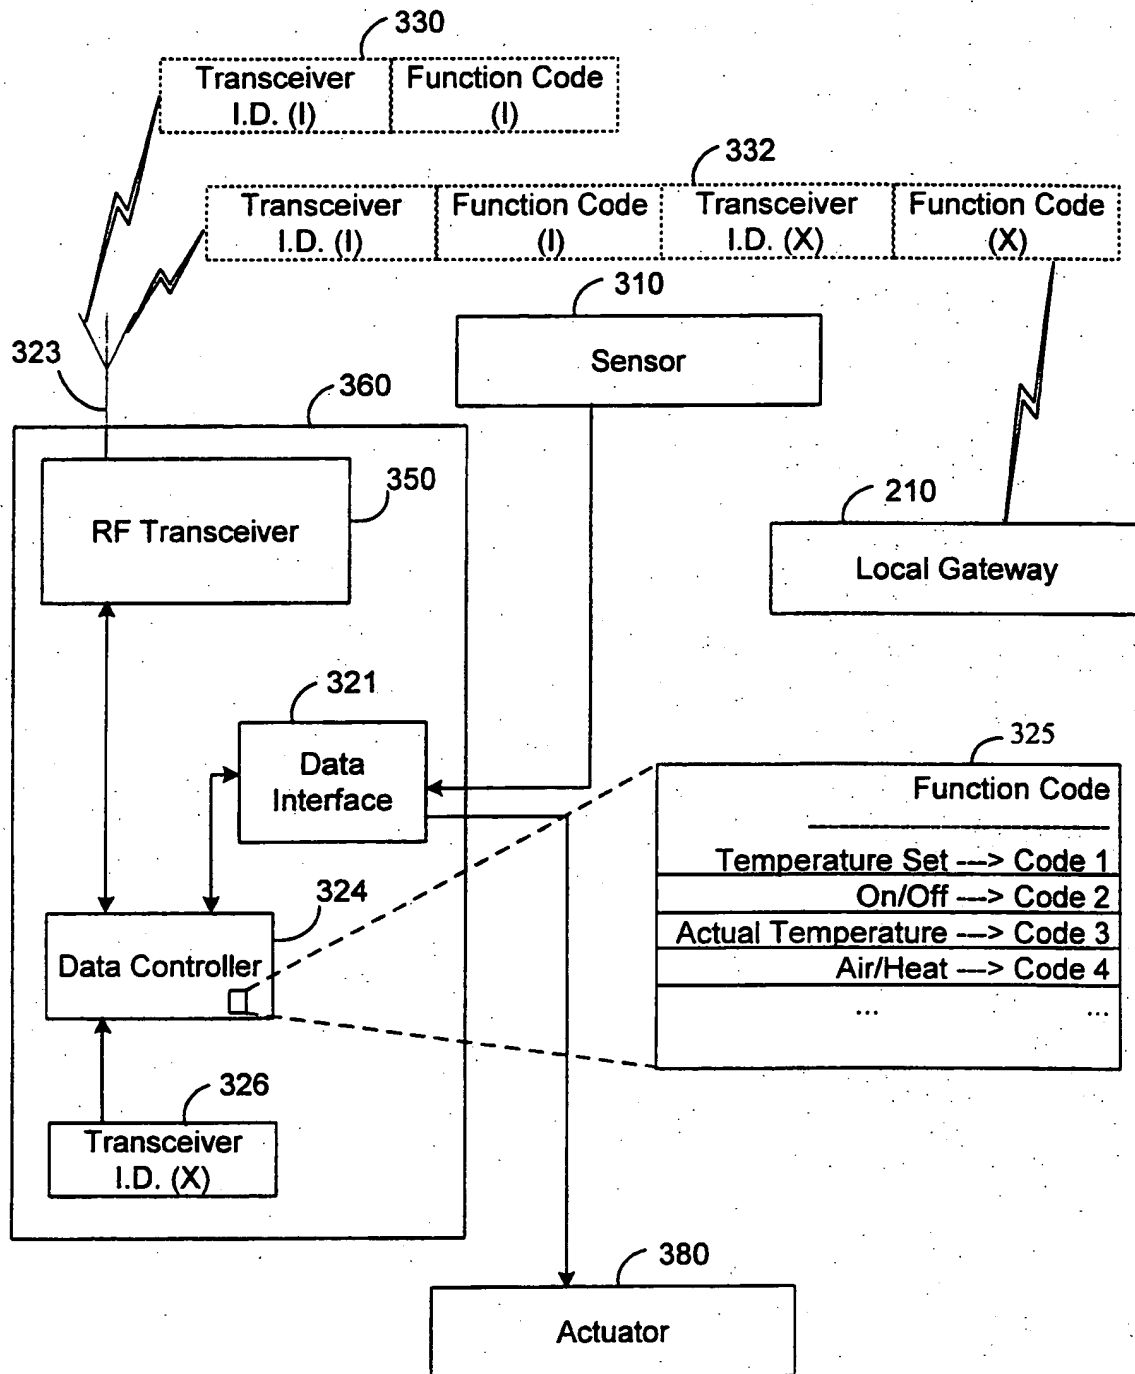 330
Transceiver Function Code
I.D. (I) (I)
332
Transceiver Function Code Transceiver Function Code
I.D. (I) (I) I.D. (X) (X)
310
Sensor
323
360
350
RF Transceiver
210
Local Gateway
321
Data
Interface
325
Function Code
Temperature Set ---> Code 1
On/Off ---> Code 2
Actual Temperature ---> Code 3
Air/Heat ---> Code 4
... ...
324
Data Controller
326
Transceiver
I.D. (X)
380
Actuator